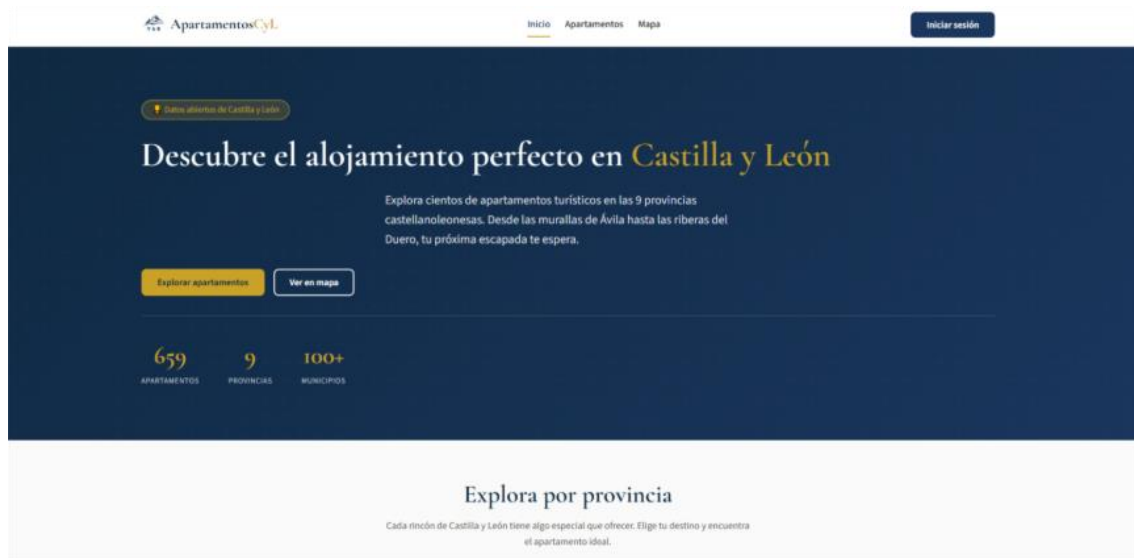 ApartamentosCyL
Inicio Apartamentos Mapa
Iniciar sesión
Datos abiertos de Castilla y León
Descubre el alojamiento perfecto en Castilla y León
Explora cientos de apartamentos turísticos en las 9 provincias
castellanoleonesas. Desde las murallas de Ávila hasta las riberas del
Duero, tu próxima escapada te espera.
Explorar apartamentos Ver en mapa
659 9 100+
APARTAMENTOS PROVINCIAS MUNICIPIOS
Explora por provincia
Cada rincón de Castilla y León tiene algo especial que ofrecer. Elige tu destino y encuentra
el apartamento ideal.